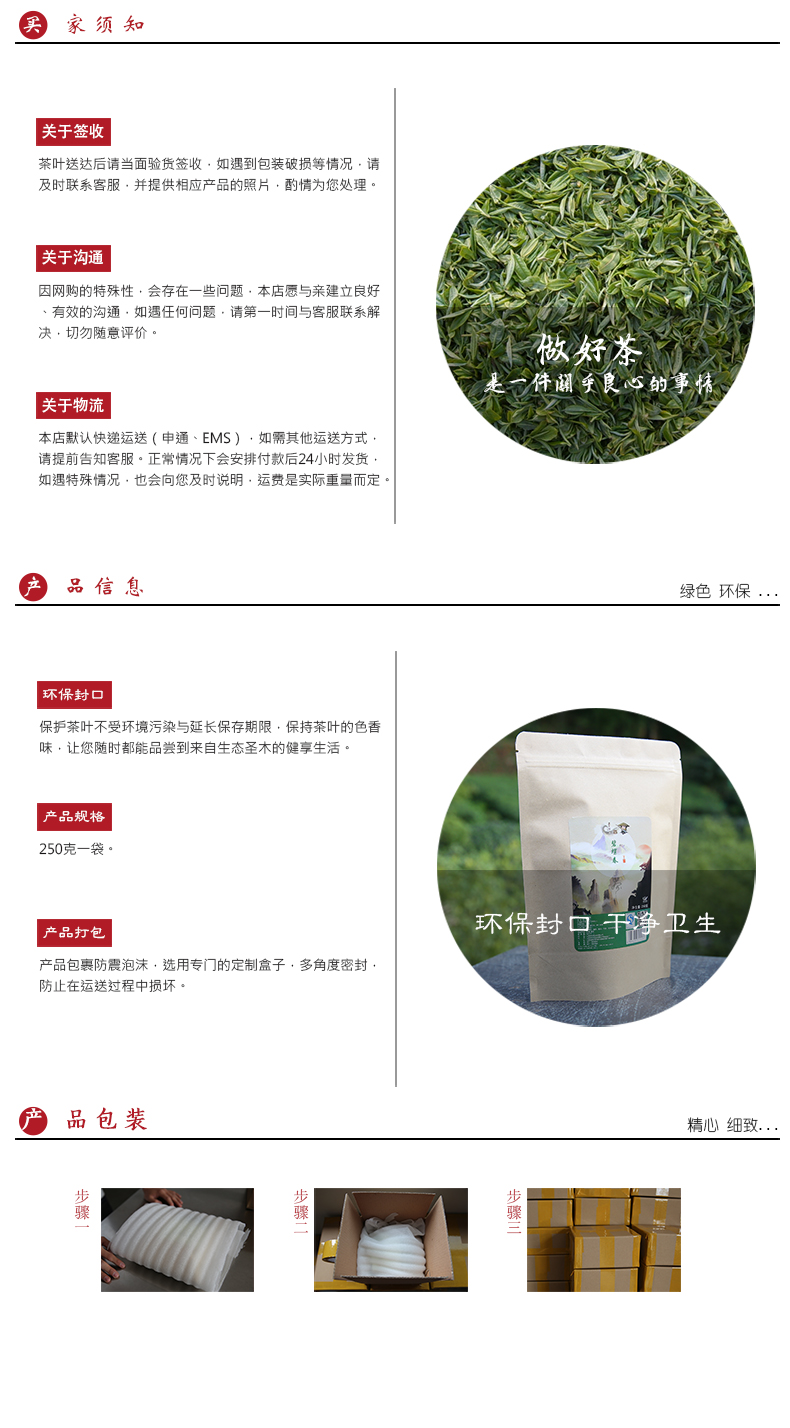 买家须知
关于签收
茶叶送达后请当面验货签收，如遇到包装破损等情况，请
及时联系客服，并提供相应产品的照片，酌情为您处理。
关于沟通
因网购的特殊性，会存在一些问题，本店愿与亲建立良好
、有效的沟通，如遇任何问题，请第一时间与客服联系解
决，切勿随意评价。
关于物流
本店默认快递运送（申通、EMS），如需其他运送方式，
请提前告知客服。正常情况下会安排付款后24小时发货，
如遇特殊情况，也会向您及时说明，运费是实际重量而定。
做好茶
是一件關乎良心的事情
产品信息
绿色 环保 ...
环保封口
保护茶叶不受环境污染与延长保存期限，保持茶叶的色香
味，让您随时都能品尝到来自生态圣木的健享生活。
产品规格
250克一袋。
产品打包
产品包裹防震泡沫，选用专门的定制盒子，多角度密封，
防止在运送过程中损坏。
碧螺春
环保封口 干净卫生
产品包装
精心 细致...
步骤一
步骤二
步骤三